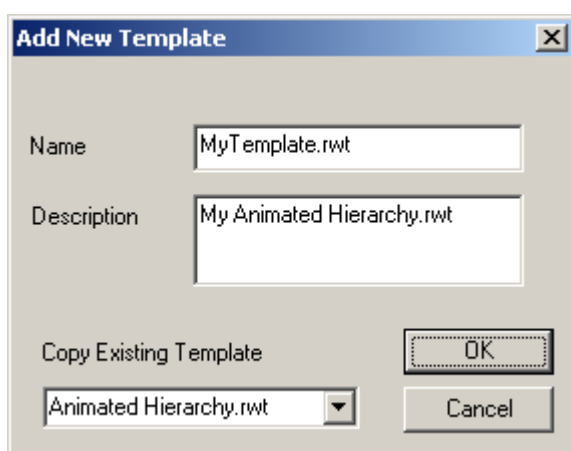 Add New Template
Name
MyTemplate.rwt
Description
My Animated Hierarchy.rwt
Copy Existing Template
OK
Animated Hierarchy.rwt
Cancel